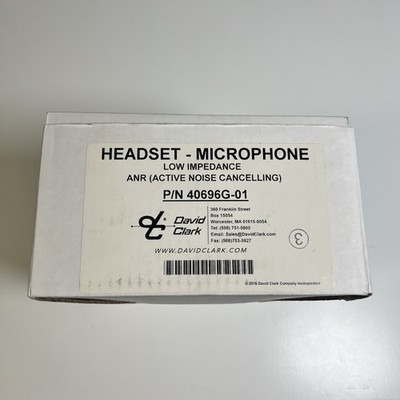 HEADSET - MICROPHONE
LOW IMPEDANCE
ANR (ACTIVE NOISE CANCELLING)
P/N 40696G-01
David
Clark
360 Franklin Street
Box 15054
Worcester, MA 01615-0054
Tel: (508) 751-5800
Email: Sales@DavidClark.com
Fax: (508)753-5827
WWW.DAVIDCLARK.COM
3
© 2016 David Clark Company Incorporated